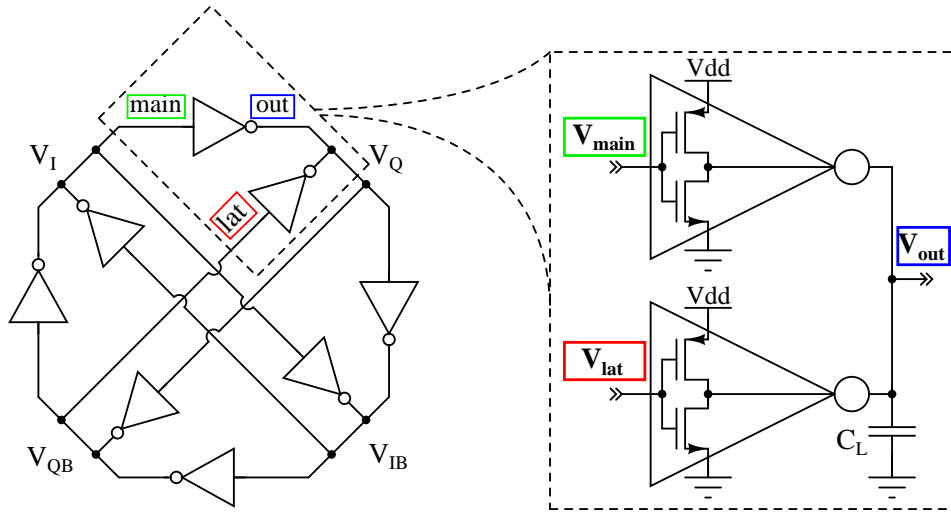 main
out
V_I
V_Q
lat
V_QB
V_IB
Vdd
V_main
V_out
Vdd
V_lat
C_L